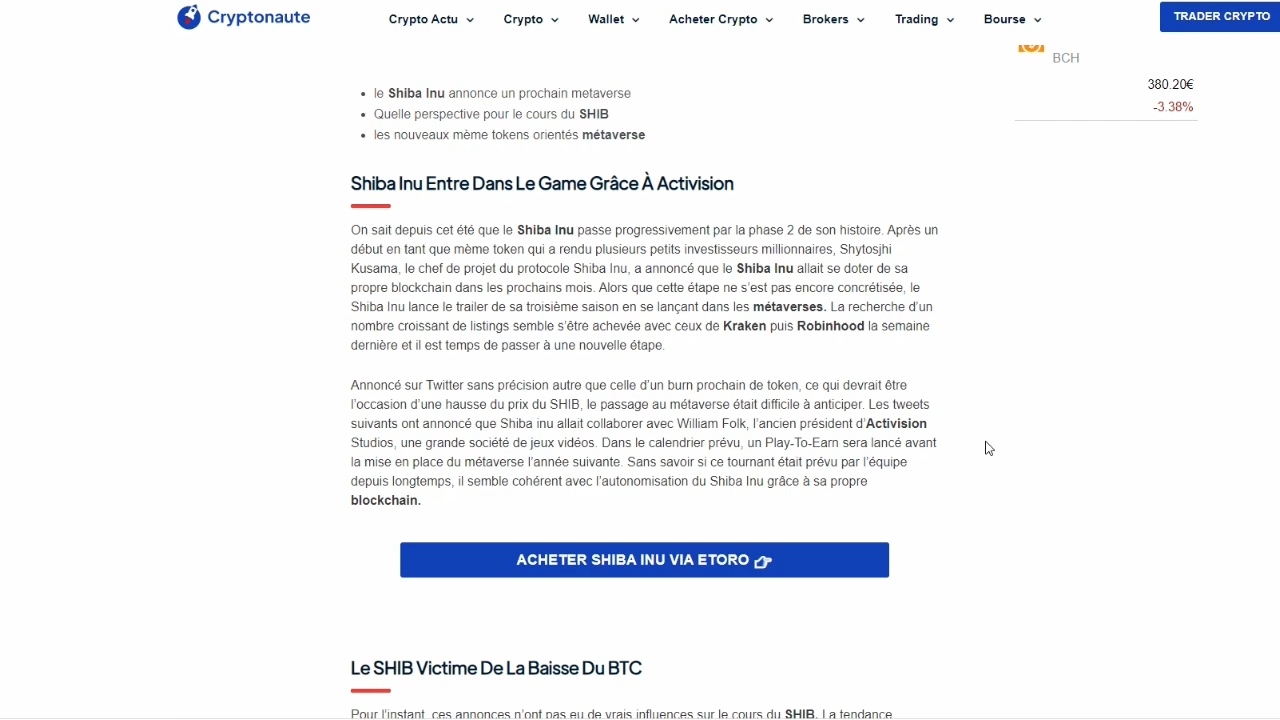 Cryptonaute
Crypto Actu
Crypto
Wallet
Acheter Crypto
Brokers
Trading
Bourse
TRADER CRYPTO
BCH
380.20€
-3.38%
le Shiba Inu annonce un prochain metaverse
Quelle perspective pour le cours du SHIB
les nouveaux mème tokens orientés métaverse
Shiba Inu Entre Dans Le Game Grâce À Activision
On sait depuis cet été que le Shiba Inu passe progressivement par la phase 2 de son histoire. Après un
début en tant que mème token qui a rendu plusieurs petits investisseurs millionnaires, Shytosjhi
Kusama, le chef de projet du protocole Shiba Inu, a annoncé que le Shiba Inu allait se doter de sa
propre blockchain dans les prochains mois. Alors que cette étape ne s'est pas encore concrétisée, le
Shiba Inu lance le trailer de sa troisième saison en se lançant dans les métaverses. La recherche d'un
nombre croissant de listings semble s'être achevée avec ceux de Kraken puis Robinhood la semaine
dernière et il est temps de passer à une nouvelle étape.
Annoncé sur Twitter sans précision autre que celle d'un burn prochain de token, ce qui devrait être
l'occasion d'une hausse du prix du SHIB, le passage au métaverse était difficile à anticiper. Les tweets
suivants ont annoncé que Shiba inu allait collaborer avec William Folk, l'ancien président d'Activision
Studios, une grande société de jeux vidéos. Dans le calendrier prévu, un Play-To-Earn sera lancé avant
la mise en place du métaverse l'année suivante. Sans savoir si ce tournant était prévu par l'équipe
depuis longtemps, il semble cohérent avec l'autonomisation du Shiba Inu grâce à sa propre
blockchain.
ACHETER SHIBA INU VIA ETORO
Le SHIB Victime De La Baisse Du BTC
Pour l'instant, ces annonces n'ont pas eu de vrais influences sur le cours du SHIB. La tendance